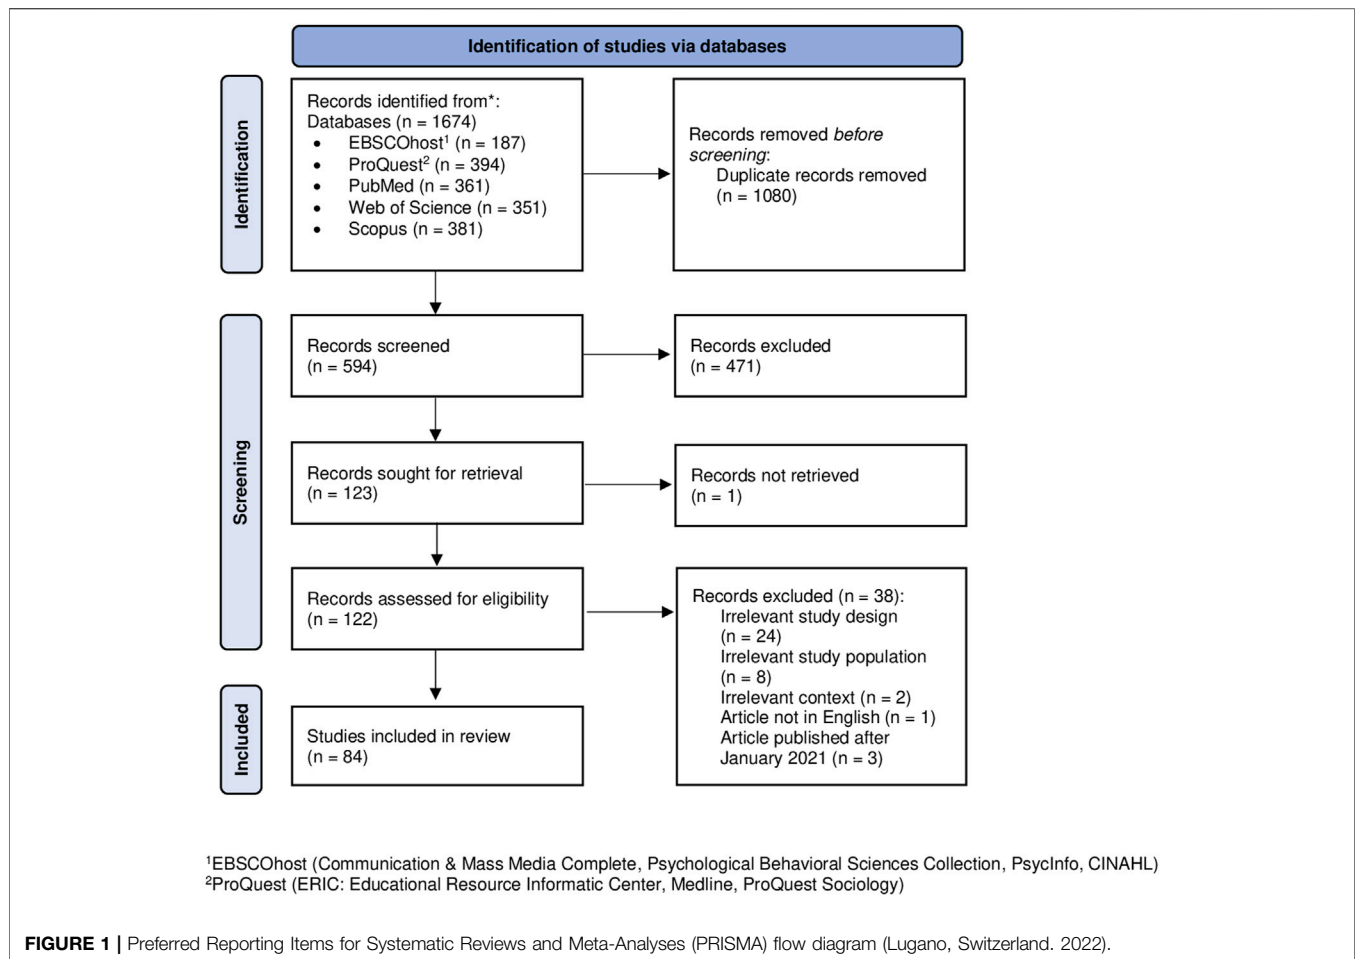 Identification of studies via databases
Identification
Records identified from*:
Databases (n = 1674)
• EBSCOhost¹ (n = 187)
• ProQuest² (n = 394)
• PubMed (n = 361)
• Web of Science (n = 351)
• Scopus (n = 381)
Records removed before
screening:
Duplicate records removed
(n = 1080)
Screening
Records screened
(n = 594)
Records excluded
(n = 471)
Records sought for retrieval
(n = 123)
Records not retrieved
(n = 1)
Records assessed for eligibility
(n = 122)
Records excluded (n = 38):
Irrelevant study design
(n = 24)
Irrelevant study population
(n = 8)
Irrelevant context (n = 2)
Article not in English (n = 1)
Article published after
January 2021 (n = 3)
Included
Studies included in review
(n = 84)
¹EBSCOhost (Communication & Mass Media Complete, Psychological Behavioral Sciences Collection, PsycInfo, CINAHL)
²ProQuest (ERIC: Educational Resource Informatic Center, Medline, ProQuest Sociology)
FIGURE 1 | Preferred Reporting Items for Systematic Reviews and Meta-Analyses (PRISMA) flow diagram (Lugano, Switzerland. 2022).